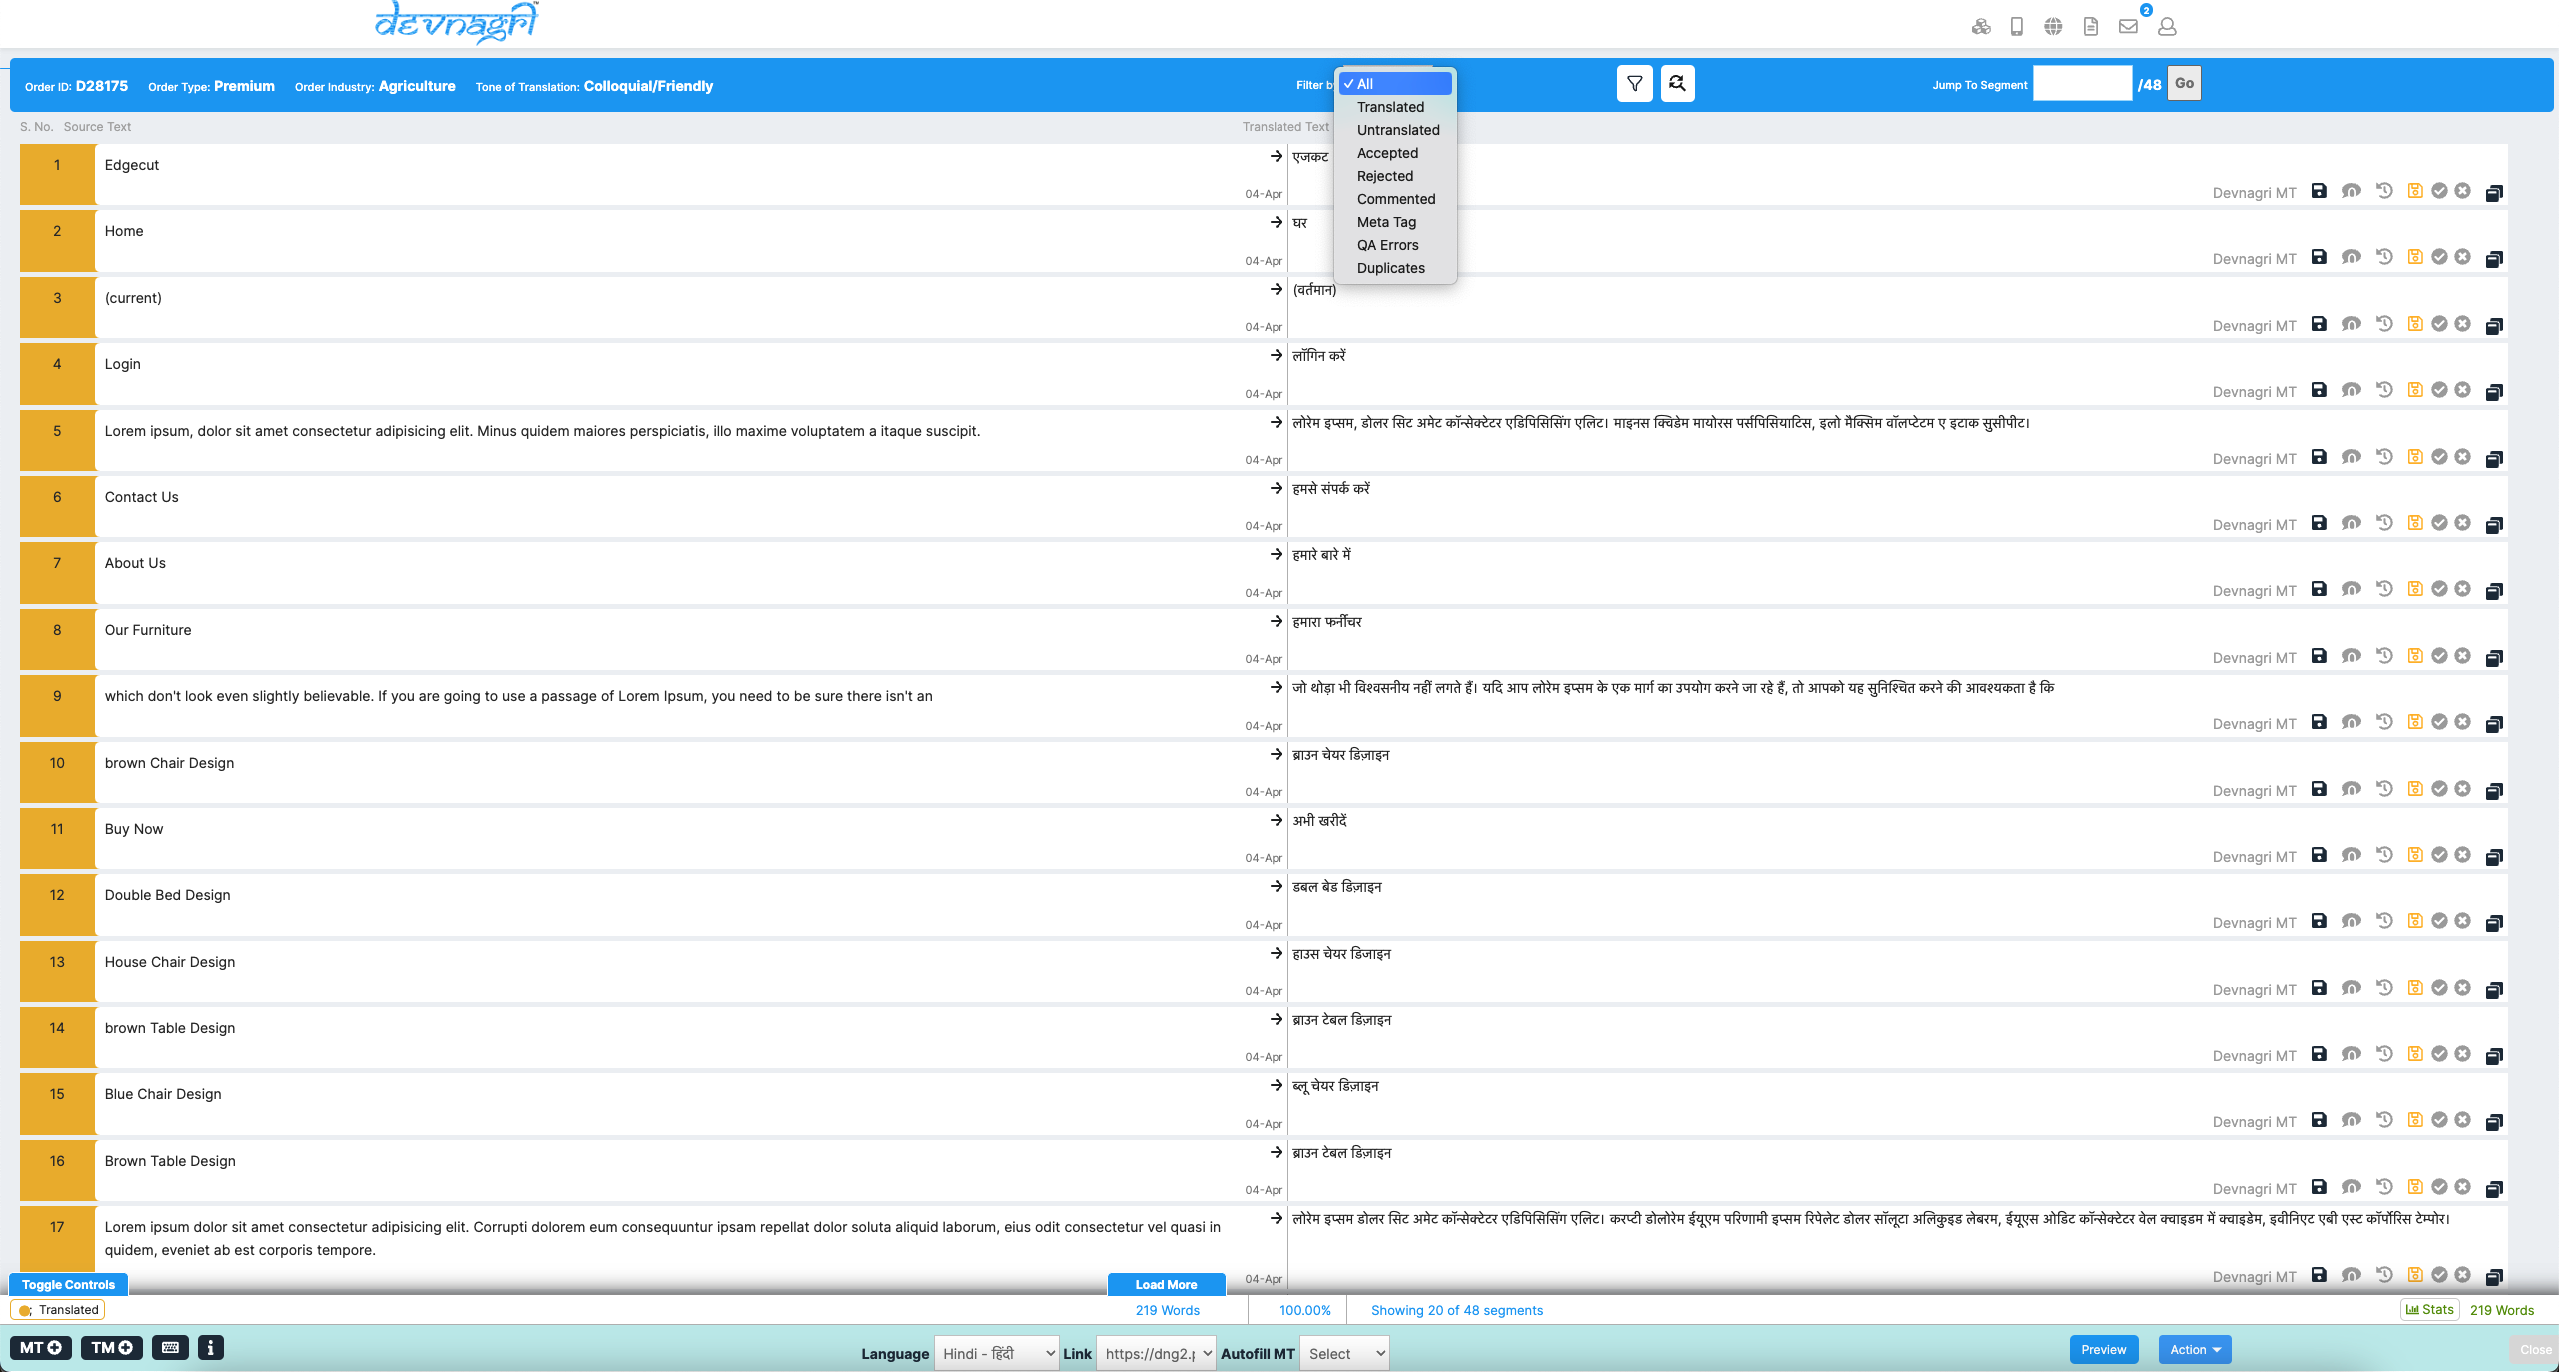 devnagri
2
Order ID: D28175 Order Type: Premium Order Industry: Agriculture Tone of Translation: Colloquial/Friendly Filter by Jump To Segment /48 Go
All
Translated
Untranslated
Accepted
Rejected
Commented
Meta Tag
QA Errors
Duplicates
S. No. Source Text Translated Text
1 Edgecut एजकट
04-Apr Devnagri MT
2 Home घर
04-Apr Devnagri MT
3 (current) (वर्तमान)
04-Apr Devnagri MT
4 Login लॉगिन करें
04-Apr Devnagri MT
5 Lorem ipsum, dolor sit amet consectetur adipisicing elit. Minus quidem maiores perspiciatis, illo maxime voluptatem a itaque suscipit. लोरेम इप्सम, डोलर सिट अमेट कॉन्सेक्टेटर एडिपिसिसिंग एलिट। माइनस क्विडेम मायोरस पर्सपिसियाटिस, इलो मैक्सिम वॉलप्टेटम ए इटाक सुसीपीट।
04-Apr Devnagri MT
6 Contact Us हमसे संपर्क करें
04-Apr Devnagri MT
7 About Us हमारे बारे में
04-Apr Devnagri MT
8 Our Furniture हमारा फर्नीचर
04-Apr Devnagri MT
9 which don't look even slightly believable. If you are going to use a passage of Lorem Ipsum, you need to be sure there isn't an जो थोड़ा भी विश्वसनीय नहीं लगते हैं। यदि आप लोरेम इप्सम के एक मार्ग का उपयोग करने जा रहे हैं, तो आपको यह सुनिश्चित करने की आवश्यकता है कि
04-Apr Devnagri MT
10 brown Chair Design ब्राउन चेयर डिज़ाइन
04-Apr Devnagri MT
11 Buy Now अभी खरीदें
04-Apr Devnagri MT
12 Double Bed Design डबल बेड डिज़ाइन
04-Apr Devnagri MT
13 House Chair Design हाउस चेयर डिजाइन
04-Apr Devnagri MT
14 brown Table Design ब्राउन टेबल डिज़ाइन
04-Apr Devnagri MT
15 Blue Chair Design ब्लू चेयर डिज़ाइन
04-Apr Devnagri MT
16 Brown Table Design ब्राउन टेबल डिज़ाइन
04-Apr Devnagri MT
17 Lorem ipsum dolor sit amet consectetur adipisicing elit. Corrupti dolorem eum consequuntur ipsam repellat dolor soluta aliquid laborum, eius odit consectetur vel quasi in लोरेम इप्सम डोलर सिट अमेट कॉन्सेक्टेटर एडिपिसिसिंग एलिट। करप्टी डोलोरेम ईयूएम परिणामी इप्सम रिपेलेट डोलर सॉलूटा अलिकुइड लेबरम, ईयूएस ओडिट कॉन्सेक्टेटर वेल क्वाइडम में क्वाइडेम, इवीनिएट एबी एस्ट कॉर्पोरिस टेम्पोर।
quidem, eveniet ab est corporis tempore.
04-Apr Devnagri MT
Toggle Controls Load More
Translated 219 Words 100.00% Showing 20 of 48 segments Stats 219 Words
MT TM Language Hindi - हिंदी Link https://dng2.p Autofill MT Select Preview Action Close